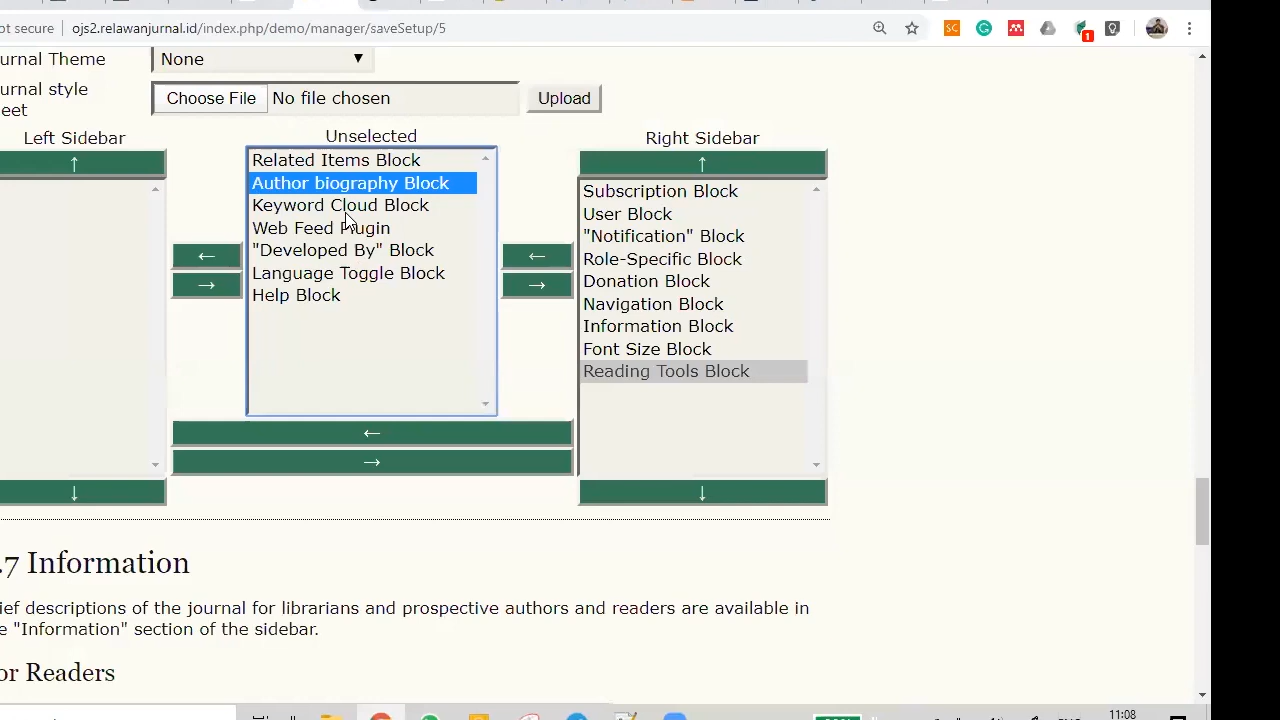 ot secure
ojs2.relawanjurnal.id/index.php/demo/manager/saveSetup/5
SC
1
urnal Theme
None
urnal style
eet
Choose File
No file chosen
Upload
Left Sidebar
Unselected
Right Sidebar
↑
↑
Related Items Block
Author biography Block
Keyword Cloud Block
Web Feed Plugin
"Developed By" Block
Language Toggle Block
Help Block
Subscription Block
User Block
"Notification" Block
Role-Specific Block
Donation Block
Navigation Block
Information Block
Font Size Block
Reading Tools Block
←
→
←
→
←
→
↓
↓
.7 Information
ief descriptions of the journal for librarians and prospective authors and readers are available in
e "Information" section of the sidebar.
or Readers
11:08